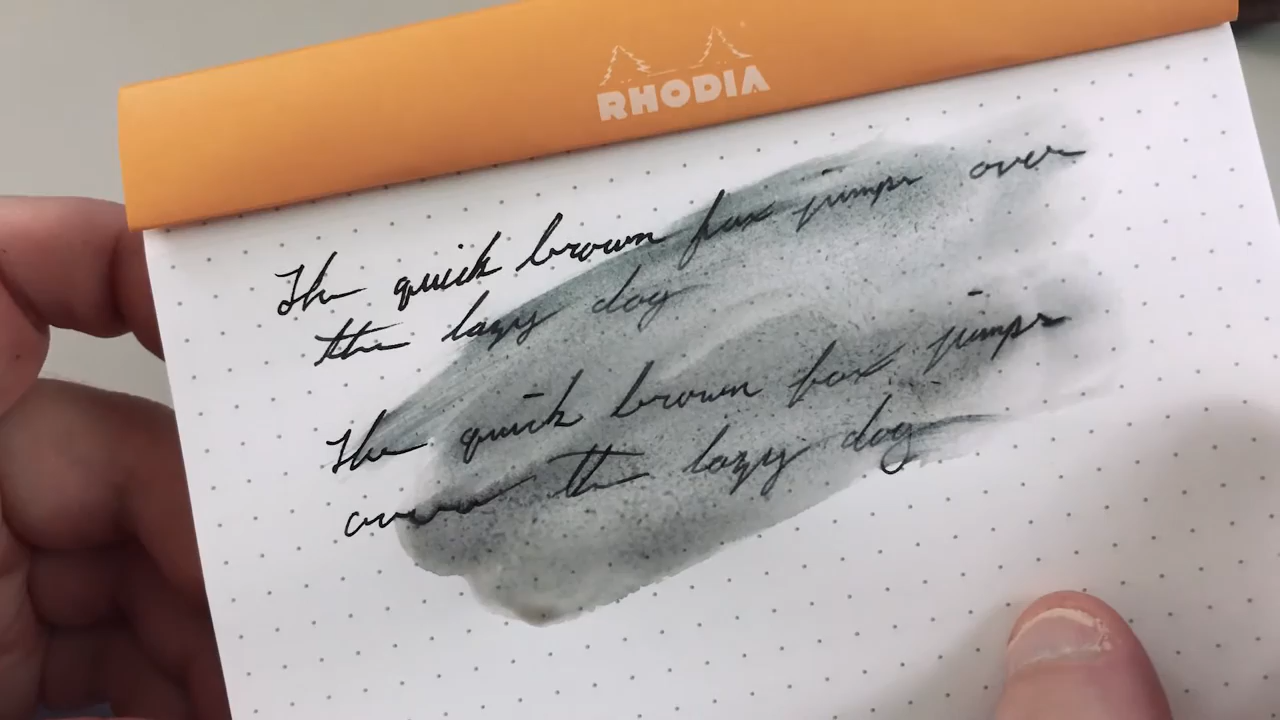 RHODIA
The quick brown fox jumps over
the lazy dog
The quick brown fox jumps
over the lazy dog